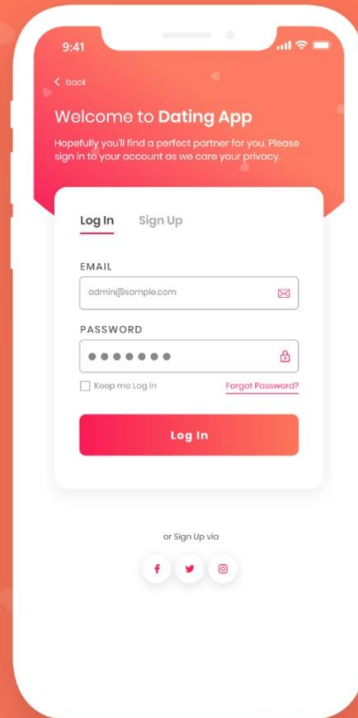 9:41
back
Welcome to Dating App
Hopefully you'll find a perfect partner for you. Please
sign in to your account as we care your privacy.
Log In Sign Up
EMAIL
admin@sample.com
PASSWORD
Keep me Log In Forgot Password?
Log In
or Sign Up via